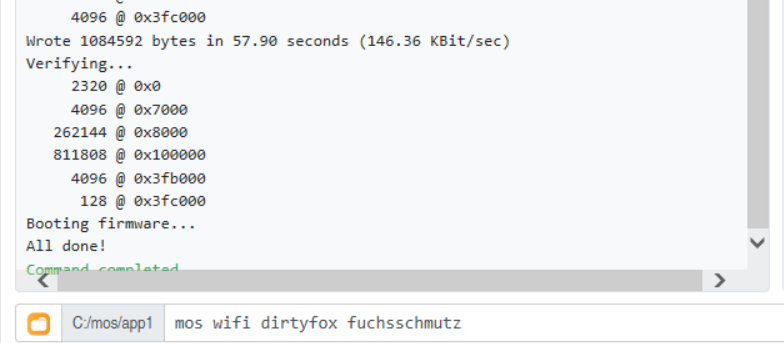 4096 @ 0x3fc000
Wrote 1084592 bytes in 57.90 seconds (146.36 KBit/sec)
Verifying...
2320 @ 0x0
4096 @ 0x7000
262144 @ 0x8000
811808 @ 0x100000
4096 @ 0x3fb000
128 @ 0x3fc000
Booting firmware...
All done!
Command completed
C:/mos/app1 mos wifi dirtyfox fuchsschmutz